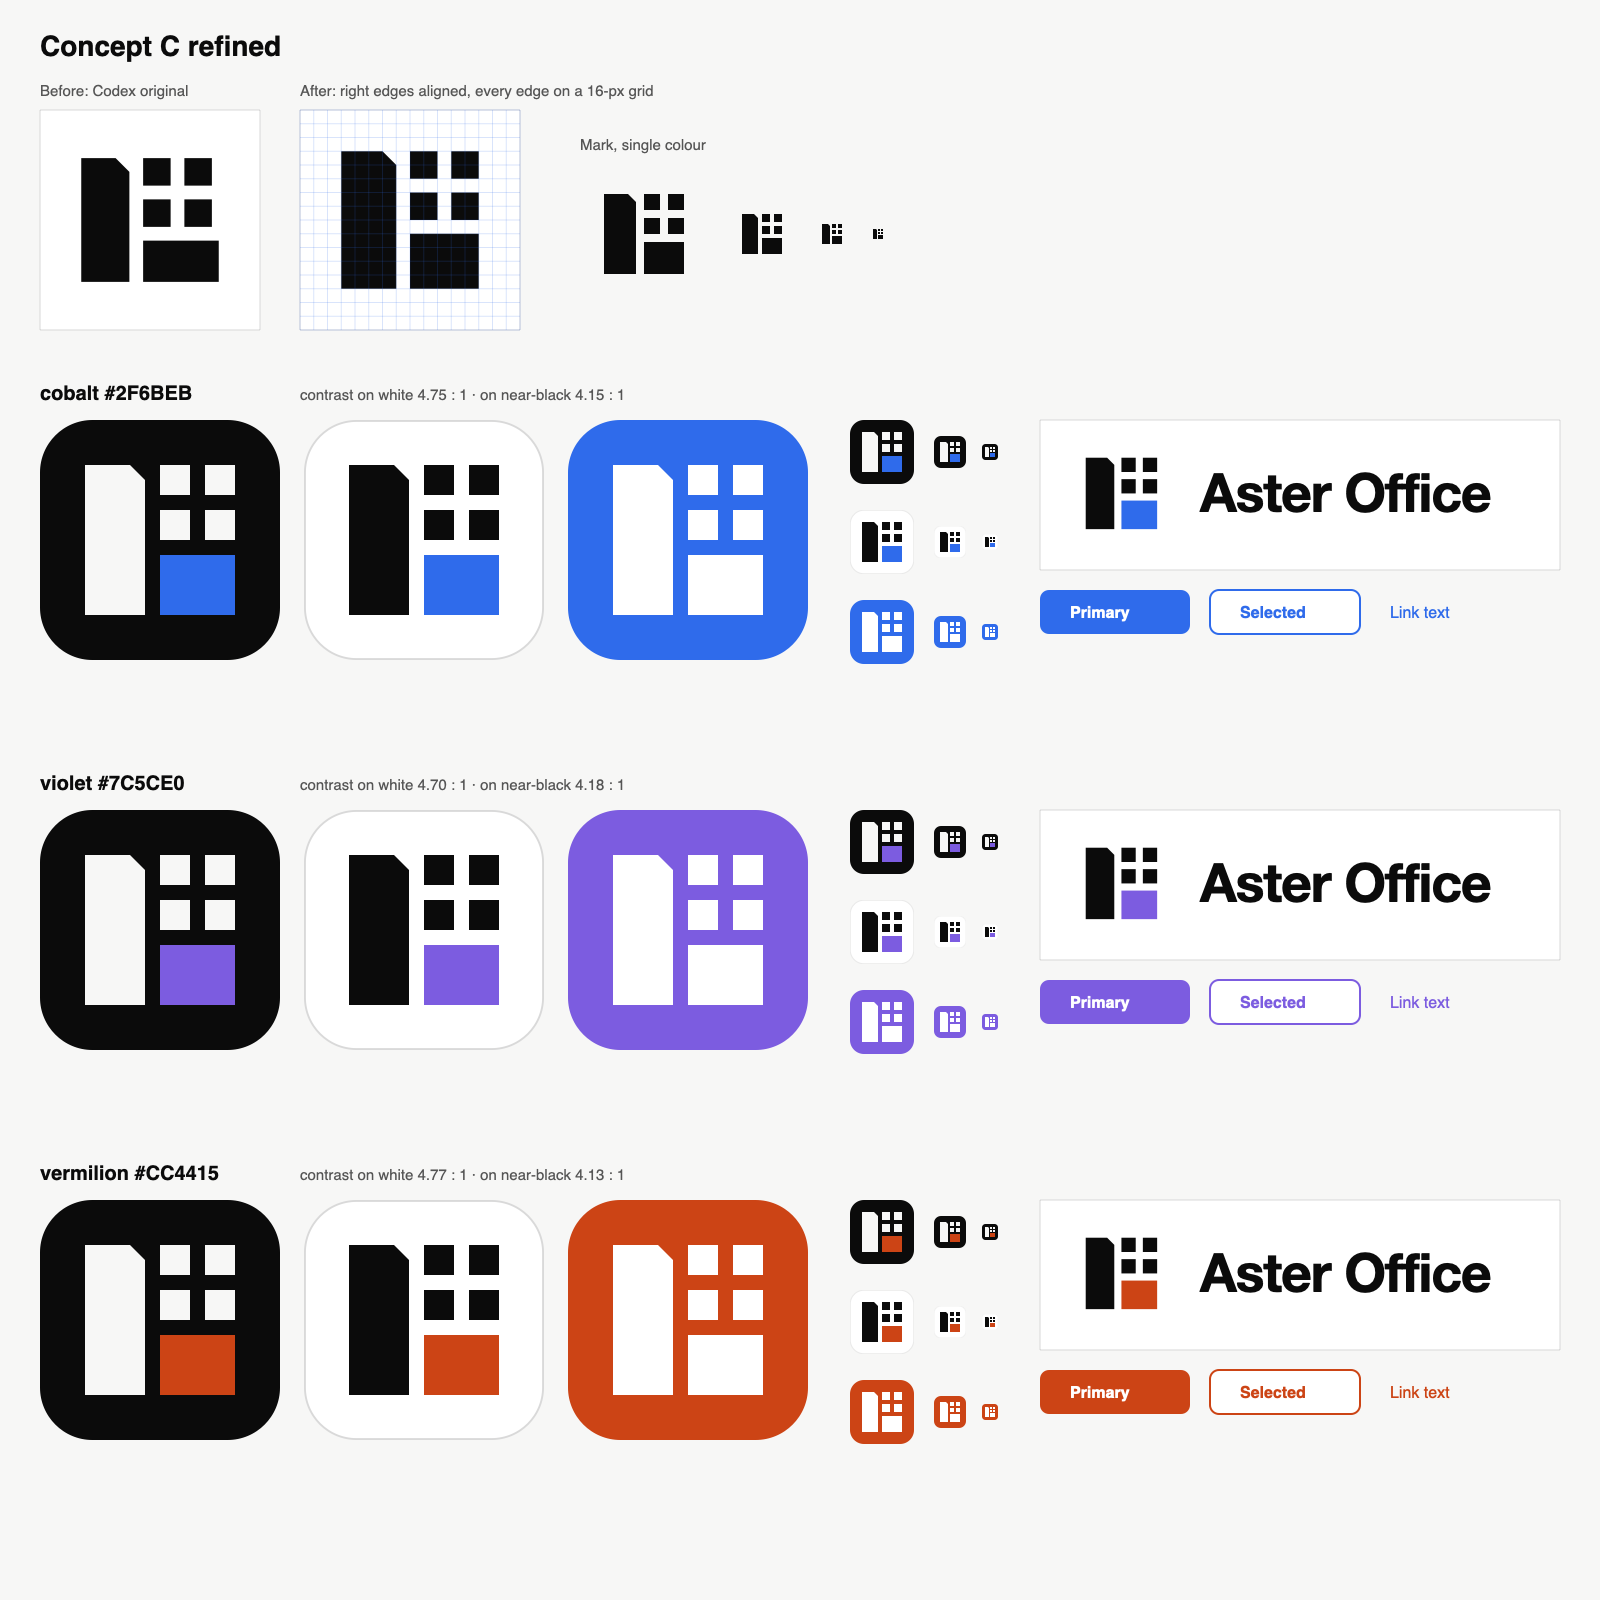 Concept C refined
Before: Codex original
After: right edges aligned, every edge on a 16-px grid
Mark, single colour
cobalt #2F6BEB
contrast on white 4.75 : 1 · on near-black 4.15 : 1
Aster Office
Primary
Selected
Link text
violet #7C5CE0
contrast on white 4.70 : 1 · on near-black 4.18 : 1
Aster Office
Primary
Selected
Link text
vermilion #CC4415
contrast on white 4.77 : 1 · on near-black 4.13 : 1
Aster Office
Primary
Selected
Link text